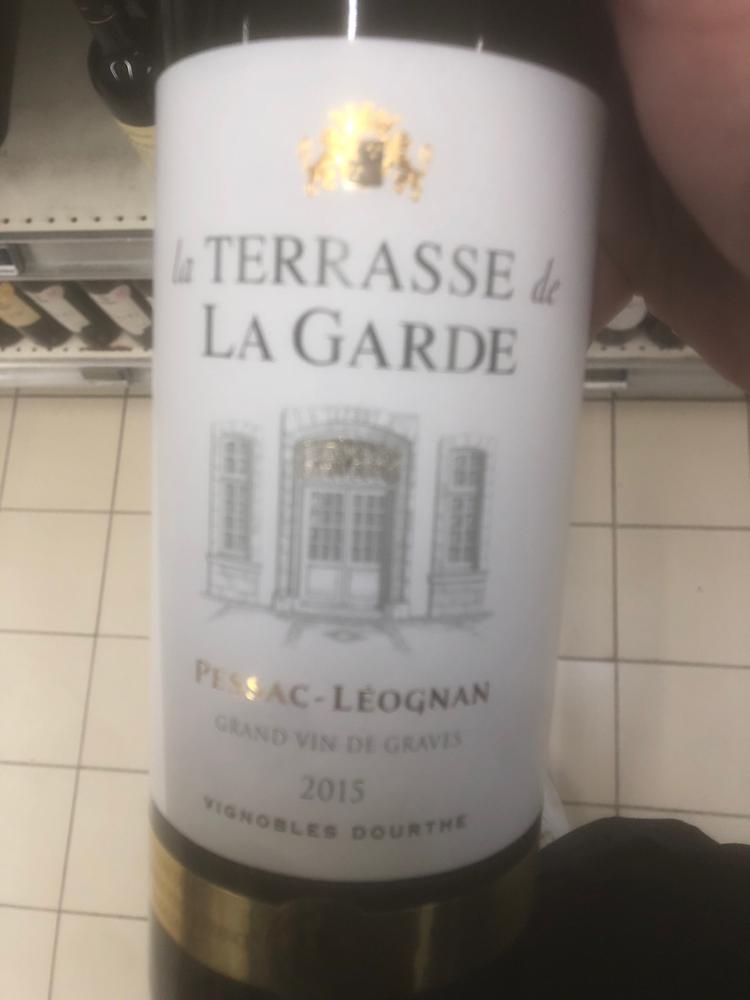 la TERRASSE de
LA GARDE
PESSAC-LÉOGNAN
GRAND VIN DE GRAVES
2015
VIGNOBLES DOURTHE